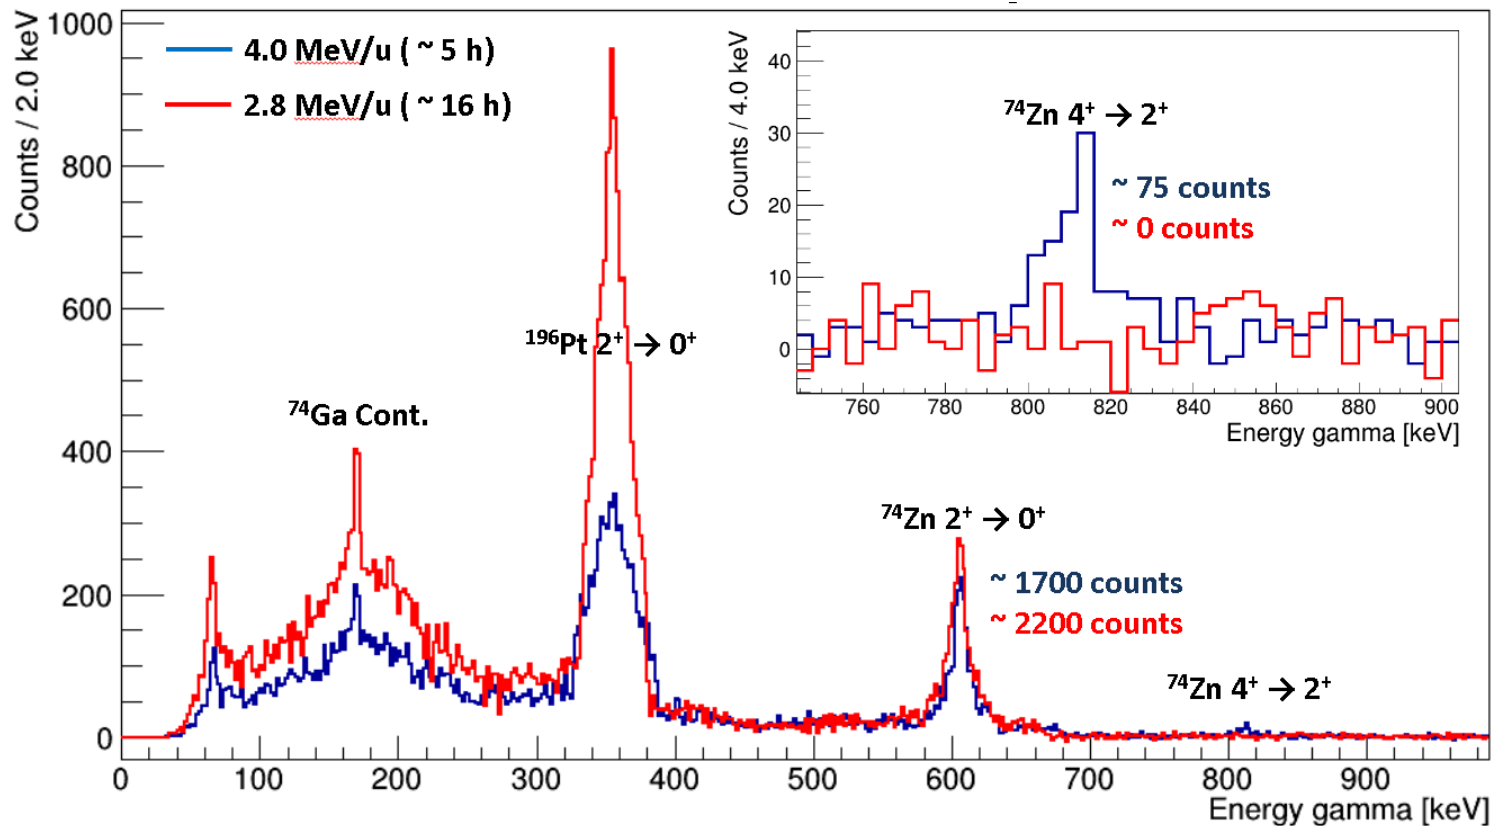 1000
800
600
400
200
0
Counts / 2.0 keV
4.0 MeV/u ( ~ 5 h)
2.8 MeV/u ( ~ 16 h)
⁷⁴Ga Cont.
¹⁹⁶Pt 2⁺ → 0⁺
⁷⁴Zn 2⁺ → 0⁺
~ 1700 counts
~ 2200 counts
⁷⁴Zn 4⁺ → 2⁺
0 100 200 300 400 500 600 700 800 900
Energy gamma [keV]
Counts / 4.0 keV
40
30
20
10
0
⁷⁴Zn 4⁺ → 2⁺
~ 75 counts
~ 0 counts
760 780 800 820 840 860 880 900
Energy gamma [keV]